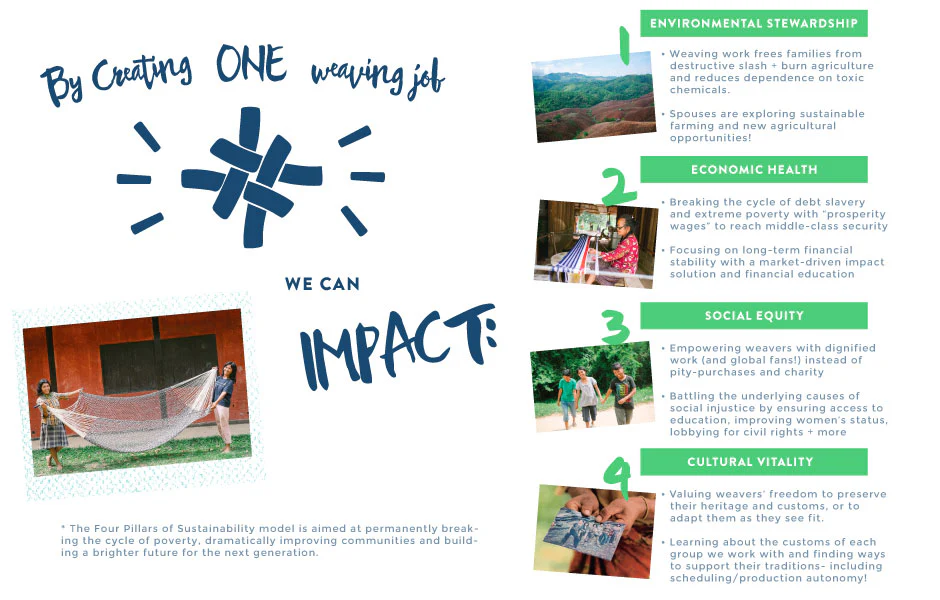 By Creating ONE weaving job
WE CAN
IMPACT:
* The Four Pillars of Sustainability model is aimed at permanently break-
ing the cycle of poverty, dramatically improving communities and build-
ing a brighter future for the next generation.
1
ENVIRONMENTAL STEWARDSHIP
• Weaving work frees families from
destructive slash + burn agriculture
and reduces dependence on toxic
chemicals.
• Spouses are exploring sustainable
farming and new agricultural
opportunities!
2
ECONOMIC HEALTH
• Breaking the cycle of debt slavery
and extreme poverty with "prosperity
wages" to reach middle-class security
• Focusing on long-term financial
stability with a market-driven impact
solution and financial education
3
SOCIAL EQUITY
• Empowering weavers with dignified
work (and global fans!) instead of
pity-purchases and charity
• Battling the underlying causes of
social injustice by ensuring access to
education, improving women's status,
lobbying for civil rights + more
4
CULTURAL VITALITY
• Valuing weavers' freedom to preserve
their heritage and customs, or to
adapt them as they see fit.
• Learning about the customs of each
group we work with and finding ways
to support their traditions- including
scheduling/production autonomy!